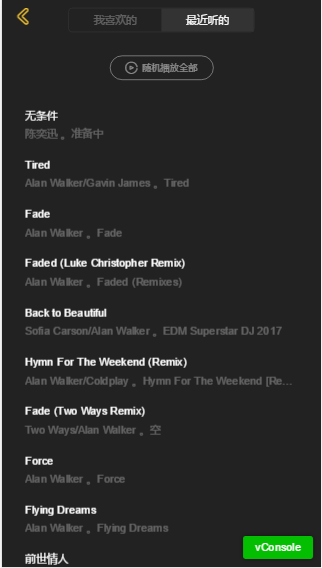 我喜欢的
最近听的
随机播放全部
无条件
陈奕迅 。准备中
Tired
Alan Walker/Gavin James 。Tired
Fade
Alan Walker 。Fade
Faded (Luke Christopher Remix)
Alan Walker 。Faded (Remixes)
Back to Beautiful
Sofia Carson/Alan Walker 。EDM Superstar DJ 2017
Hymn For The Weekend (Remix)
Alan Walker/Coldplay 。Hymn For The Weekend [Re...
Fade (Two Ways Remix)
Two Ways/Alan Walker 。空
Force
Alan Walker 。Force
Flying Dreams
Alan Walker 。Flying Dreams
vConsole
前世情人